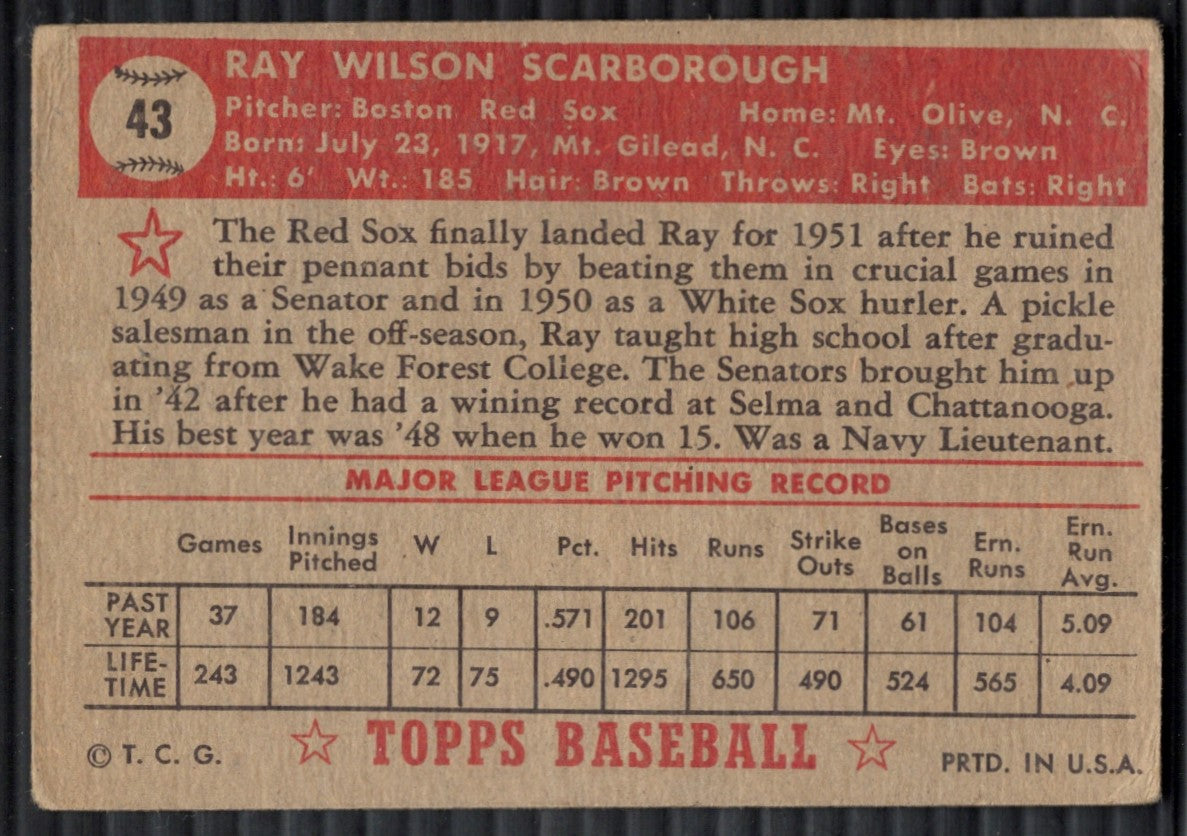 43
RAY WILSON SCARBOROUGH
Pitcher: Boston Red Sox Home: Mt. Olive, N. C.
Born: July 23, 1917, Mt. Gilead, N. C. Eyes: Brown
Ht.: 6' Wt.: 185 Hair: Brown Throws: Right Bats: Right
The Red Sox finally landed Ray for 1951 after he ruined
their pennant bids by beating them in crucial games in
1949 as a Senator and in 1950 as a White Sox hurler. A pickle
salesman in the off-season, Ray taught high school after gradu-
ating from Wake Forest College. The Senators brought him up
in '42 after he had a wining record at Selma and Chattanooga.
His best year was '48 when he won 15. Was a Navy Lieutenant.
MAJOR LEAGUE PITCHING RECORD
Games Innings Pitched W L Pct. Hits Runs Strike Outs Bases on Balls Ern. Runs Ern. Run Avg.
PAST YEAR 37 184 12 9 .571 201 106 71 61 104 5.09
LIFE-TIME 243 1243 72 75 .490 1295 650 490 524 565 4.09
© T. C. G. TOPPS BASEBALL PRTD. IN U.S.A.